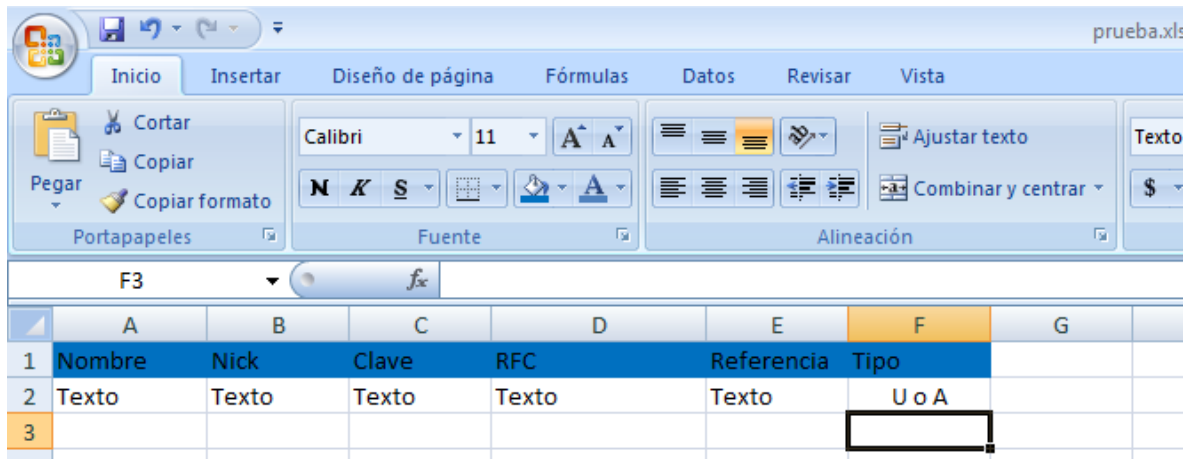 prueba.xls
Inicio Insertar Diseño de página Fórmulas Datos Revisar Vista
Pegar
Cortar
Copiar
Copiar formato
Portapapeles
Calibri 11 A A
N K S A
Fuente
Ajustar texto
Combinar y centrar
Alineación
Texto
$
F3 fx
A B C D E F G
1 Nombre Nick Clave RFC Referencia Tipo
2 Texto Texto Texto Texto Texto U o A
3